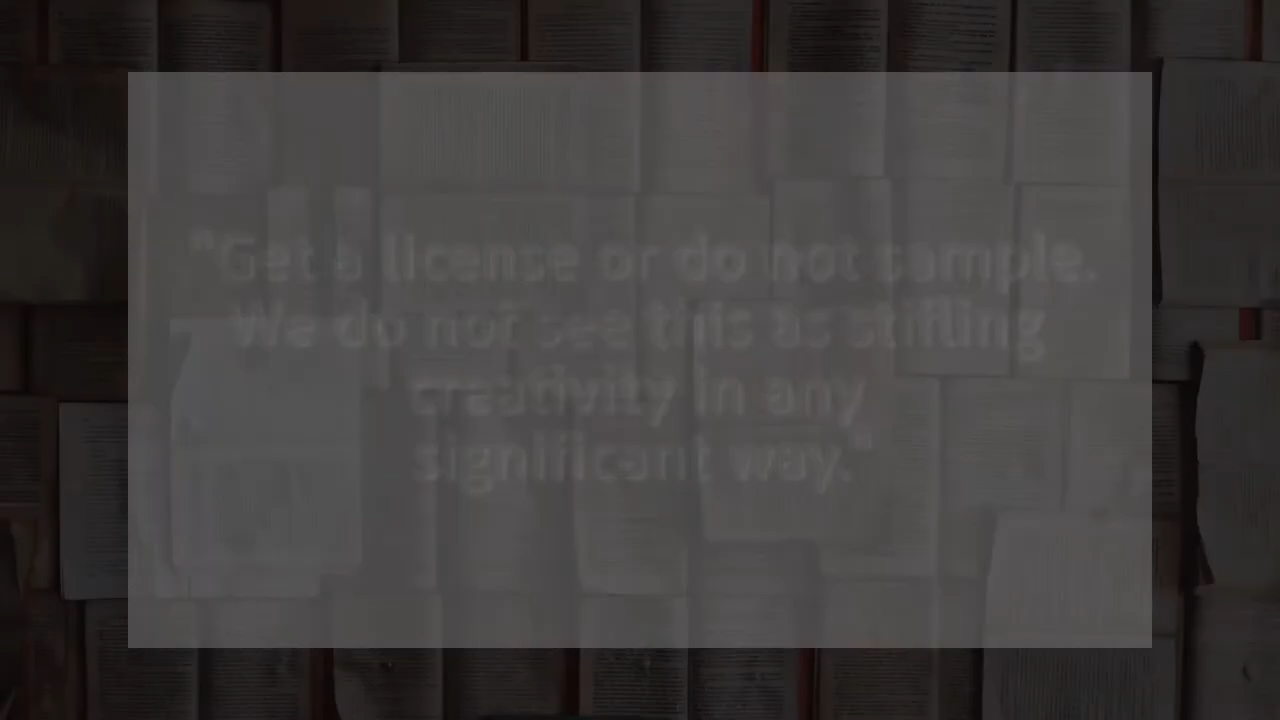 "Get a license or do not sample.
We do not see this as stifling
creativity in any
significant way."